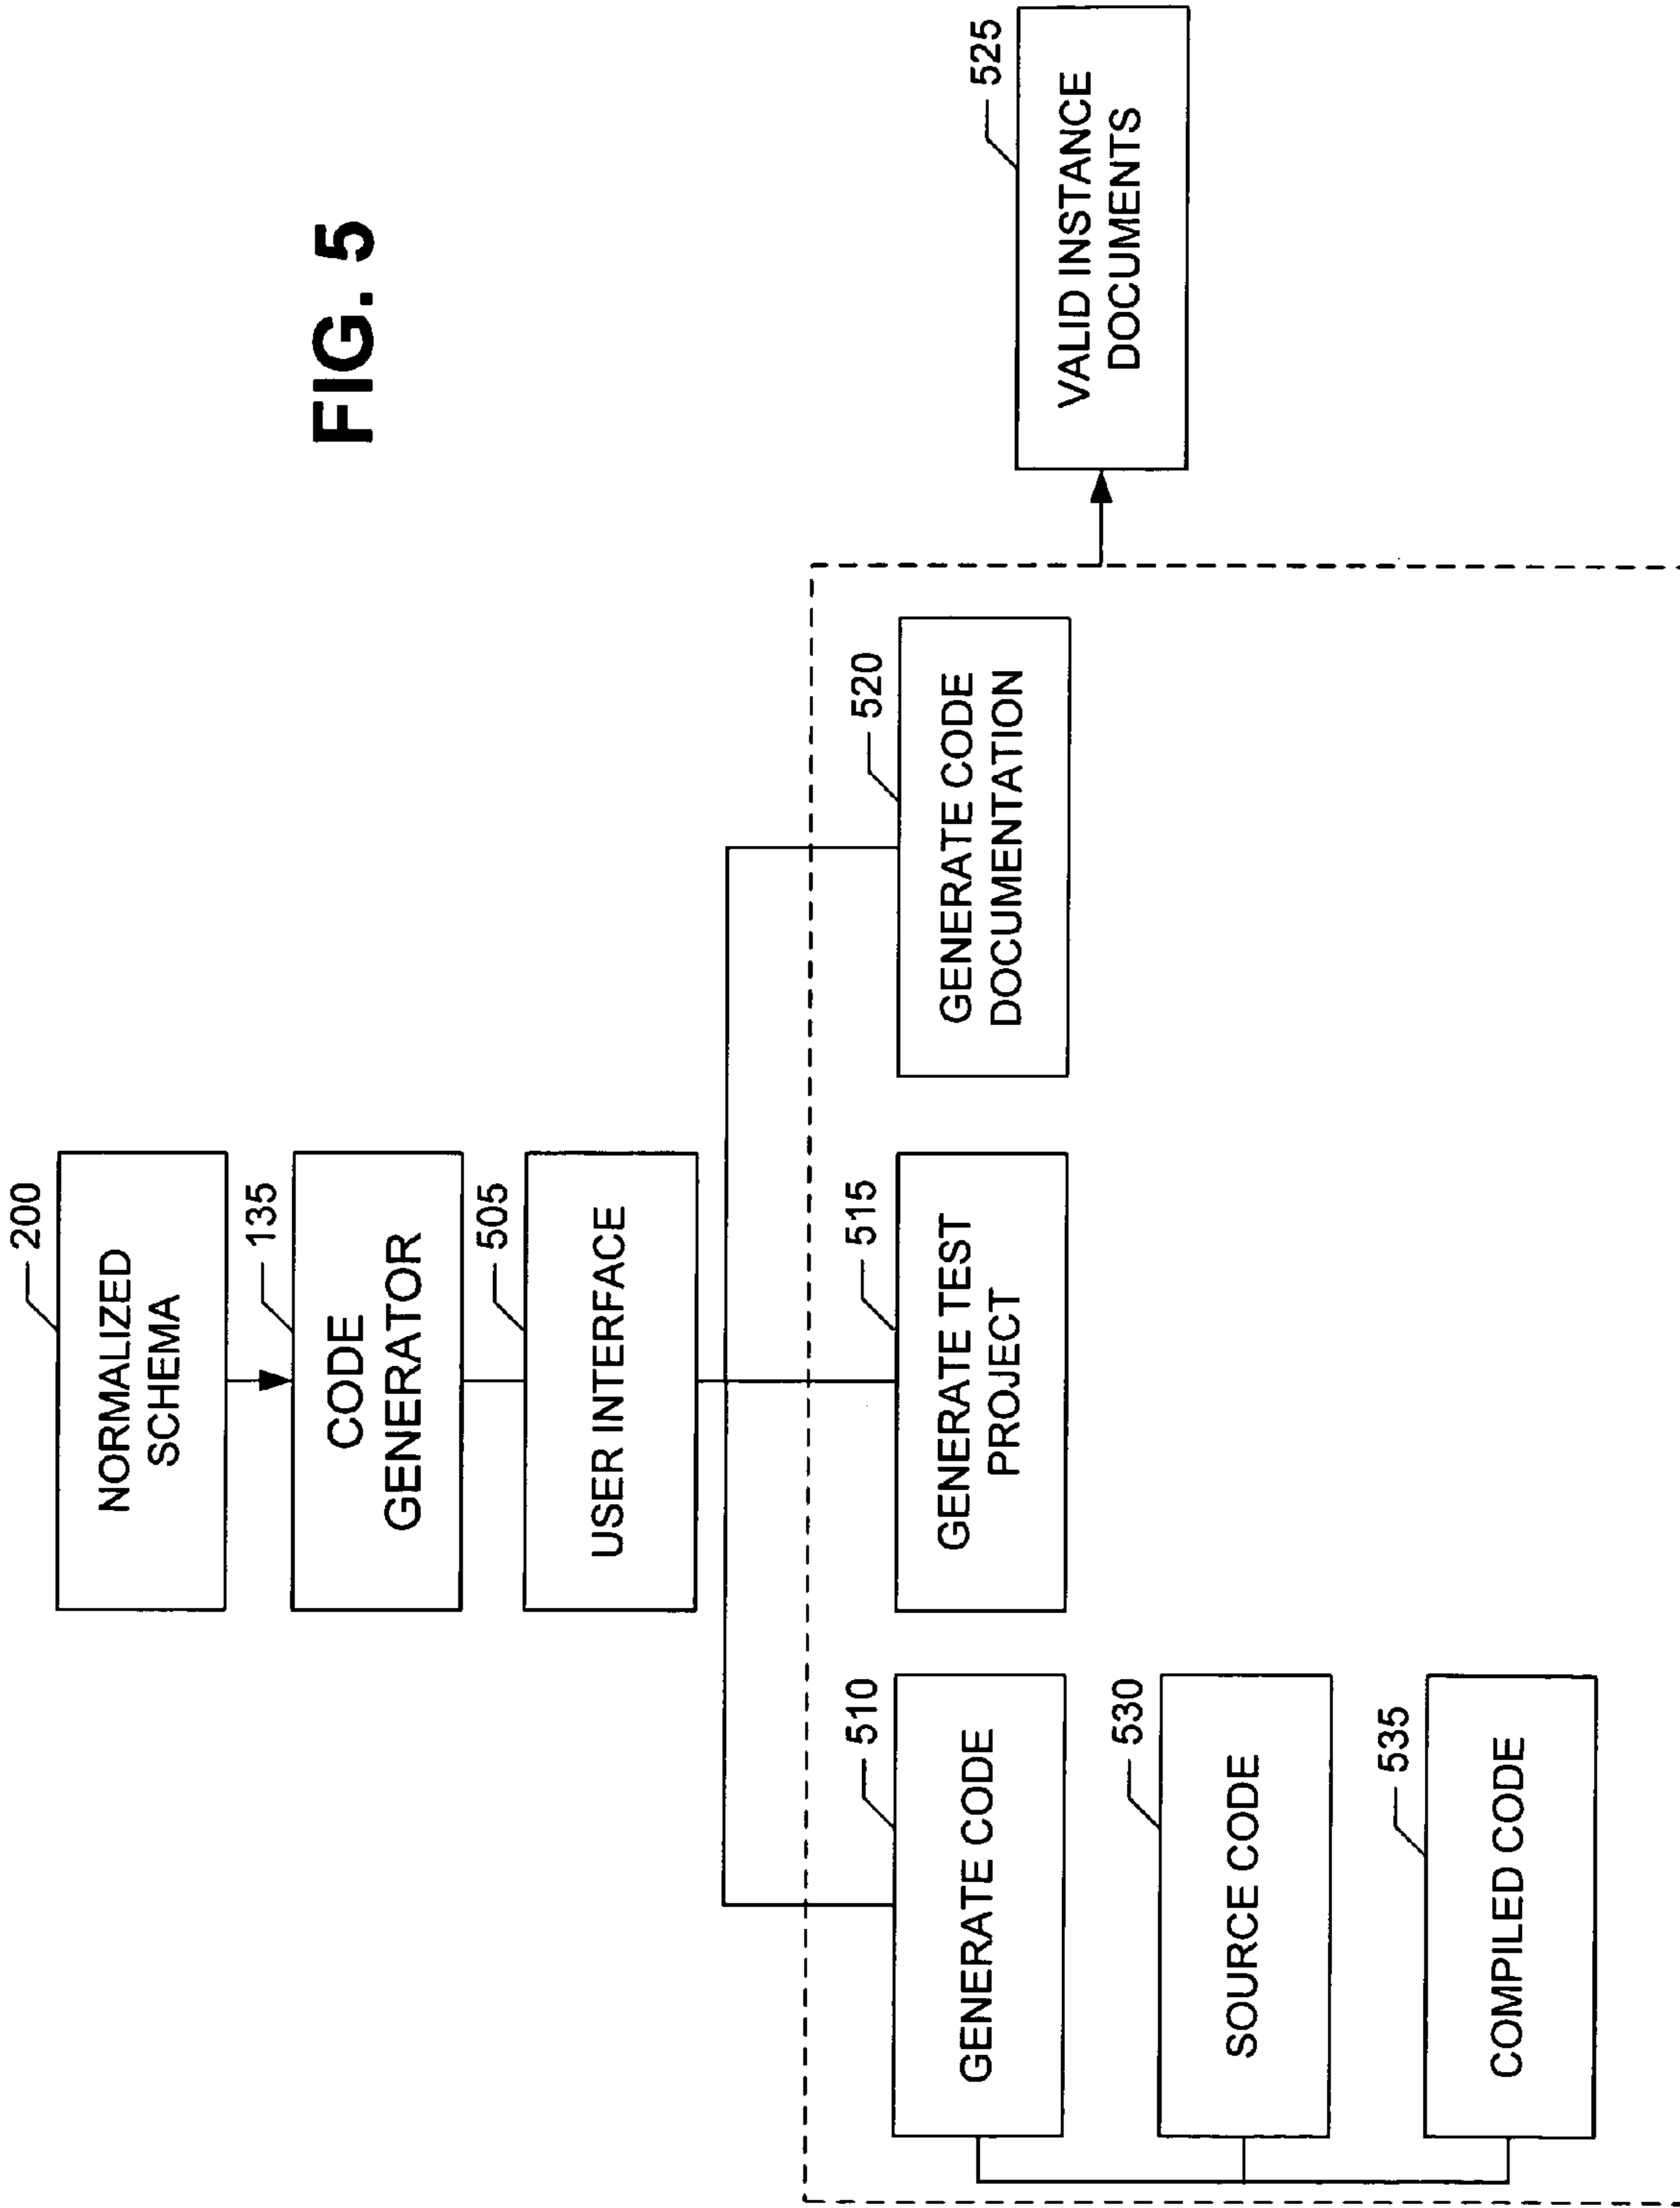 FIG. 5
200
NORMALIZED
SCHEMA
135
CODE
GENERATOR
505
USER INTERFACE
510
GENERATE CODE
515
GENERATE TEST
PROJECT
520
GENERATE CODE
DOCUMENTATION
525
VALID INSTANCE
DOCUMENTS
530
SOURCE CODE
535
COMPILED CODE